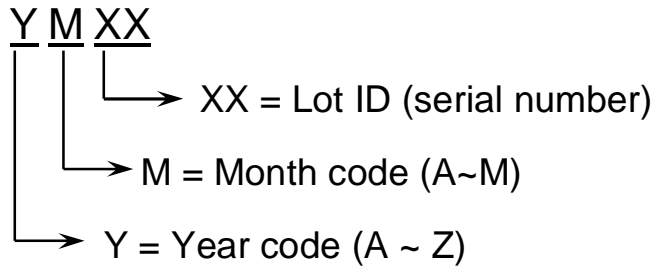 Y M XX
XX = Lot ID (serial number)
M = Month code (A~M)
Y = Year code (A ~ Z)